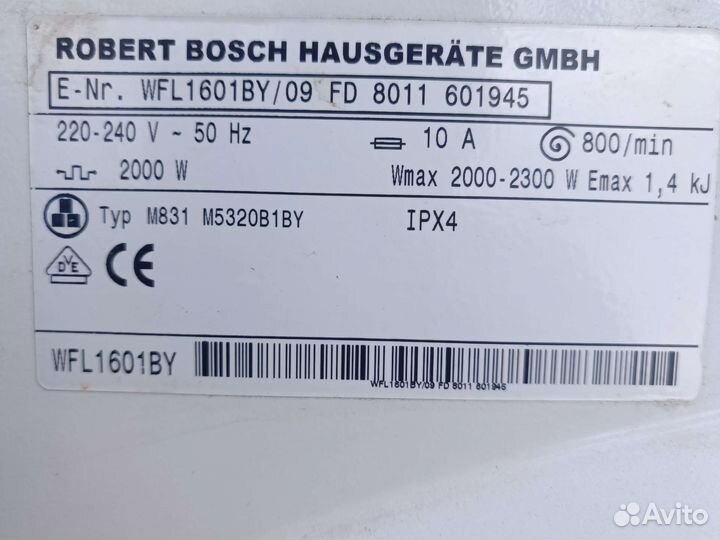 ROBERT BOSCH HAUSGERÄTE GMBH
E-Nr. WFL1601BY/09 FD 8011 601945
220-240 V ~ 50 Hz 10 A 800/min
2000 W Wmax 2000-2300 W Emax 1,4 kJ
Typ M831 M5320B1BY IPX4
DVE CE
WFL1601BY
WFL1601BY/09 FD 8011 601945
Avito